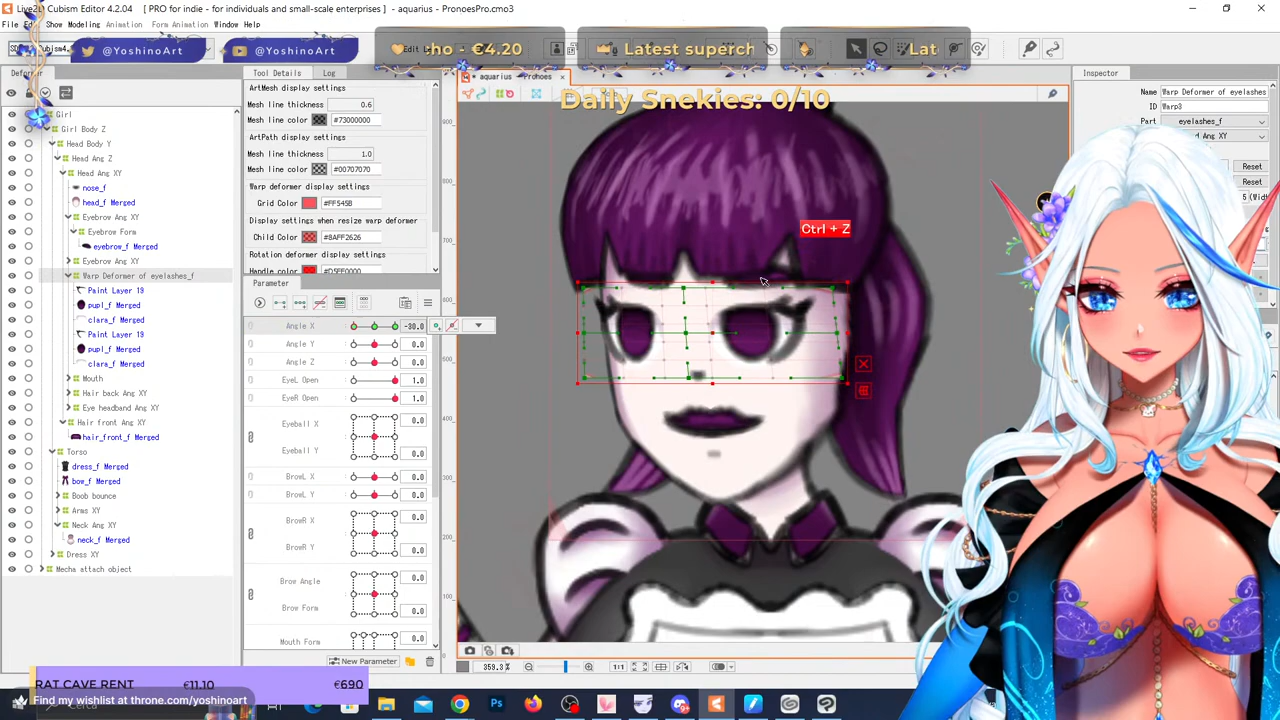 Live2D Cubism Editor 4.2.04 [ PRO for indie - for individuals and small-scale enterprises ] - aquarius - PronoesPro.cmo3
File
Show
Modeling
Animation
Form Animation
Window
Help
@YoshinoArt
@YoshinoArt
cho - €4.20
Latest superch
Lat
Daily Snekies: 0/10
Tool Details
Log
aquarius
Inspector
ArtMesh display settings
Mesh line thickness
0.6
Mesh line color
#73000000
ArtPath display settings
Mesh line thickness
1.0
Mesh line color
#00707070
Warp deformer display settings
Grid Color
#FF545B
Display settings when resize warp deformer
Child Color
#8AFF2626
Rotation deformer display settings
Girl
Girl Body Z
Head Body Y
Head Ang Z
Head Ang XY
nose_f
head_f Merged
Eyebrow Ang XY
Eyebrow Form
eyebrow_f Merged
Eyebrow Ang XY
Warp Deformer of eyelashes_f
Paint Layer 19
pupl_f Merged
clara_f Merged
Paint Layer 19
pupl_f Merged
clara_f Merged
Mouth
Hair back Ang XY
Eye headband Ang XY
Hair front Ang XY
hair_front_f Merged
Torso
dress_f Merged
bow_f Merged
Boob bounce
Arms XY
Neck Ang XY
neck_f Merged
Dress XY
Mecha attach object
Parameter
Angle X
-30.0
Angle Y
0.0
Angle Z
0.0
EyeL Open
1.0
EyeR Open
1.0
Eyeball X
0.0
Eyeball Y
0.0
BrowL X
0.0
BrowL Y
0.0
BrowR X
0.0
BrowR Y
0.0
Brow Angle
0.0
Brow Form
0.0
Mouth Form
New Parameter
Ctrl + Z
Name
Warp Deformer of eyelashes
ID
Warp3
Part
eyelashes_f
Reset
Reset
359.3%
1:1
RAT CAVE RENT
€11.10
€690
Find my wishlist at throne.com/yoshinoart